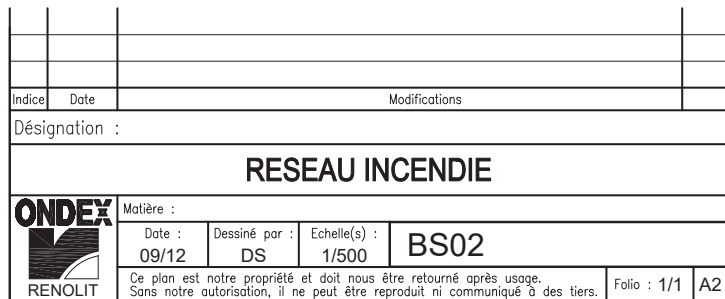 Indice Date Modifications
Désignation :
RESEAU INCENDIE
ONDEX
RENOLIT
Matière :
Date : Dessiné par : Echelle(s) :
09/12 DS 1/500 BS02
Ce plan est notre propriété et doit nous être retourné après usage.
Sans notre autorisation, il ne peut être reproduit ni communiqué à des tiers.
Folio : 1/1 A2